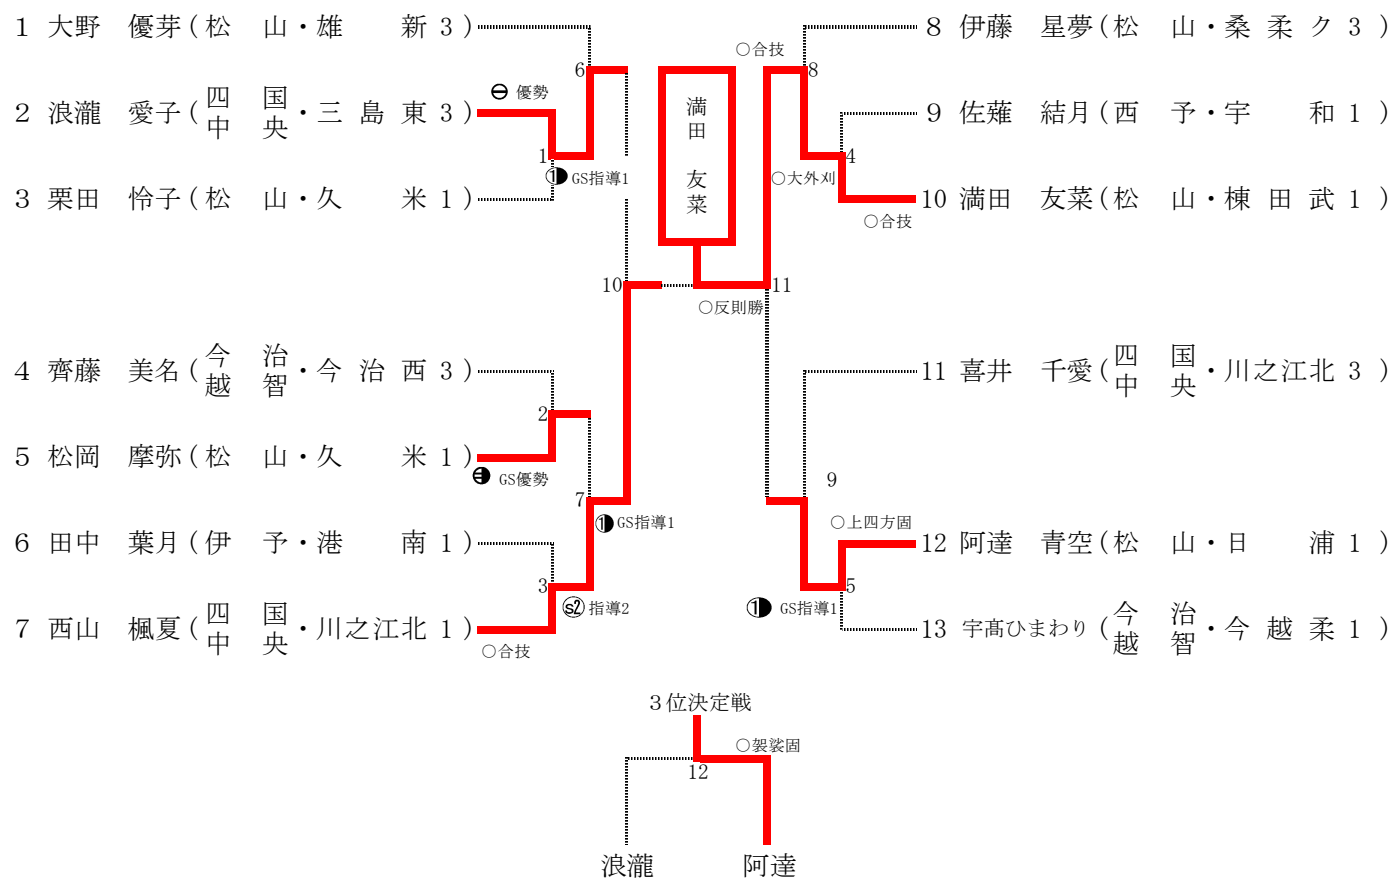 1 大野 優芽(松 山・雄 新 3)
2 浪瀧 愛子(四国中央・三島東 3)
3 栗田 怜子(松 山・久 米 1)
4 齊藤 美名(今治越智・今治西 3)
5 松岡 摩弥(松 山・久 米 1)
6 田中 葉月(伊 予・港 南 1)
7 西山 楓夏(四国中央・川之江北 1)
6
⊖ 優勢
1
① GS指導1
10
2
GS優勢
7
① GS指導1
3
s2 指導2
○合技
満田 友菜
○反則勝
11
○合技
8
○大外刈
4
○合技
9
○上四方固
5
① GS指導1
8 伊藤 星夢(松 山・桑柔ク 3)
9 佐薙 結月(西 予・宇 和 1)
10 満田 友菜(松 山・棟田武 1)
11 喜井 千愛(四国中央・川之江北 3)
12 阿達 青空(松 山・日 浦 1)
13 宇髙ひまわり(今治越智・今越柔 1)
3位決定戦
○袈裟固
12
浪瀧 阿達